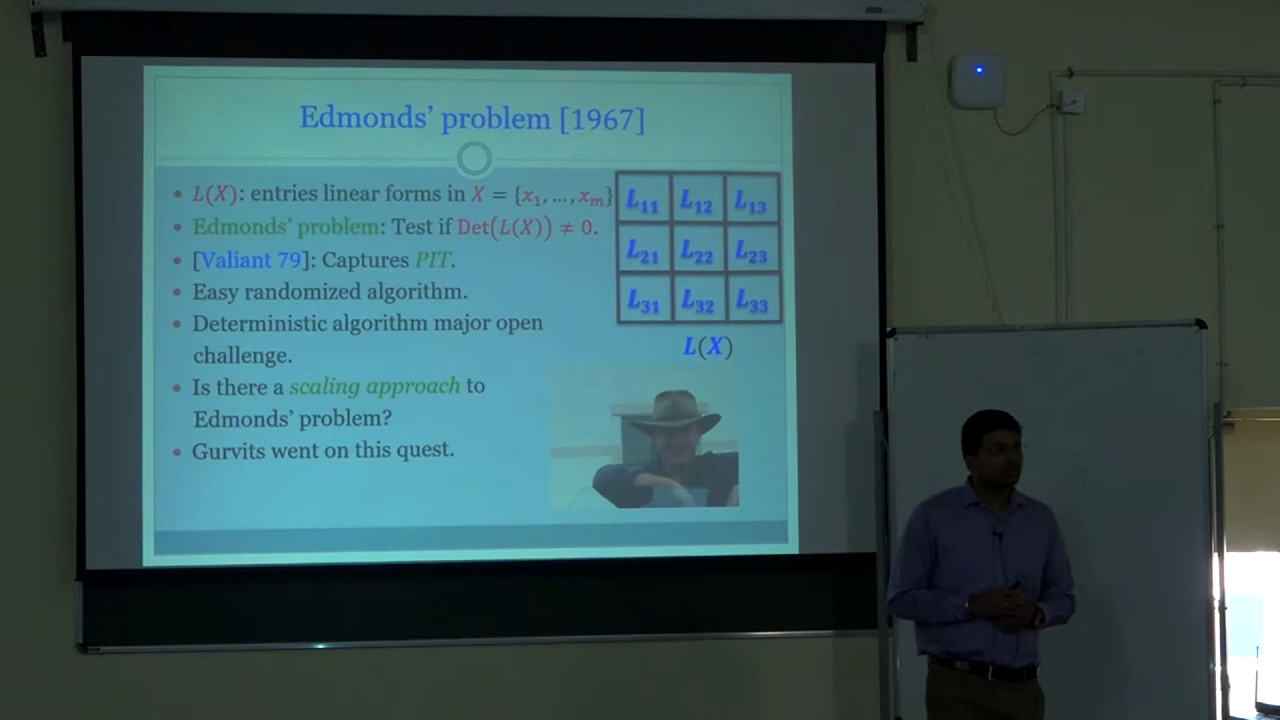 Edmonds’ problem [1967]
• L(X): entries linear forms in X = {x₁, …, xₘ}
• Edmonds’ problem: Test if Det(L(X)) ≠ 0.
• [Valiant 79]: Captures PIT.
• Easy randomized algorithm.
• Deterministic algorithm major open
challenge.
• Is there a scaling approach to
Edmonds’ problem?
• Gurvits went on this quest.
L₁₁ L₁₂ L₁₃
L₂₁ L₂₂ L₂₃
L₃₁ L₃₂ L₃₃
L(X)